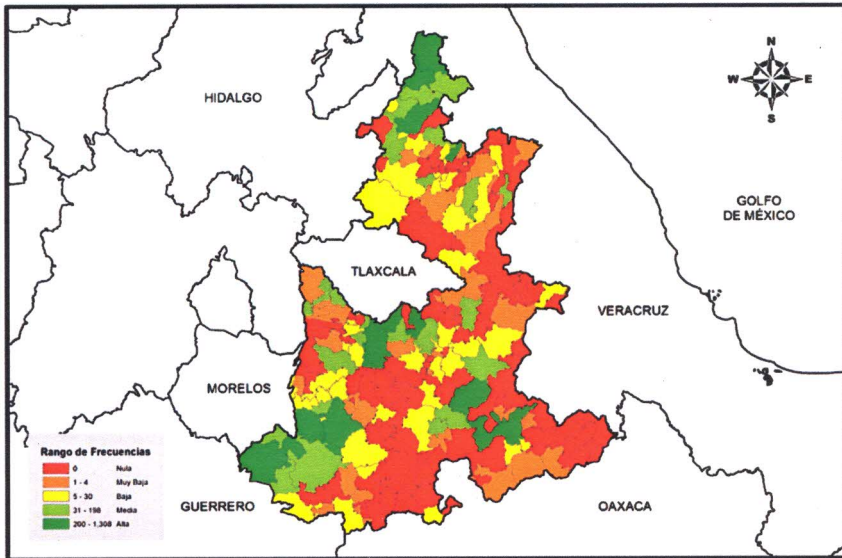 HIDALGO
N
W E
S
GOLFO
DE MÉXICO
TLAXCALA
VERACRUZ
MORELOS
GUERRERO
OAXACA
Rango de Frecuencias
0 Nula
1 - 4 Muy Baja
5 - 30 Baja
31 - 198 Media
200 - 1,308 Alta